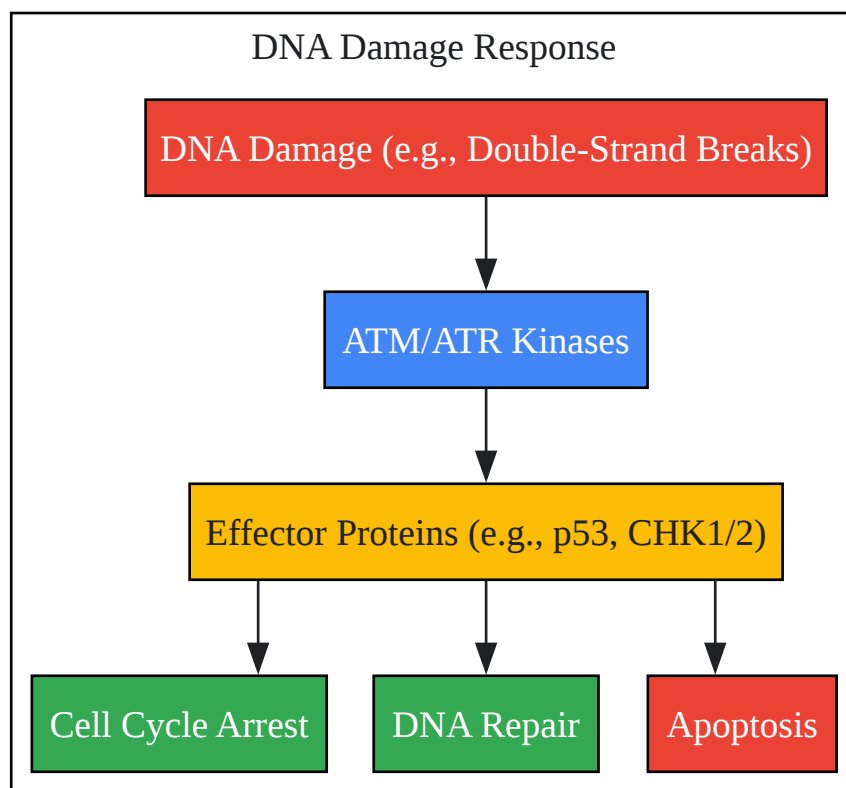 DNA Damage Response
DNA Damage (e.g., Double-Strand Breaks)
ATM/ATR Kinases
Effector Proteins (e.g., p53, CHK1/2)
Cell Cycle Arrest
DNA Repair
Apoptosis